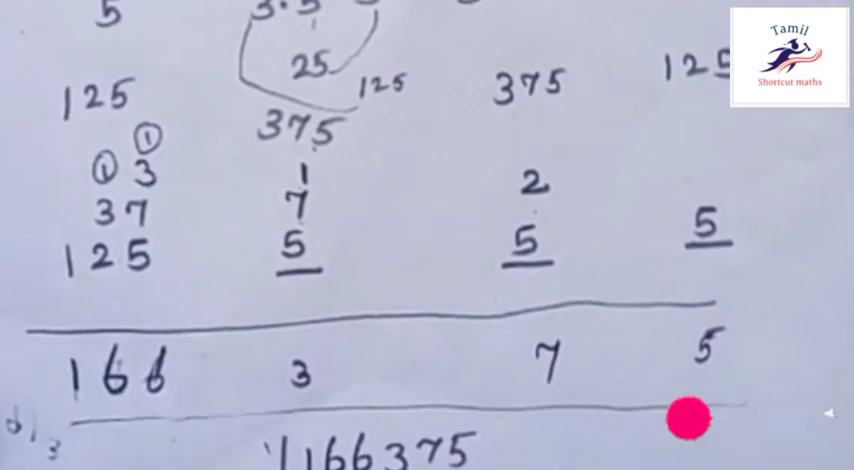 5 3.5
Tamil
Shortcut maths
25
125 125 375 125
375
1
1 3 1 2
37 7
125 5 5 5
166 3 7 5
1166375